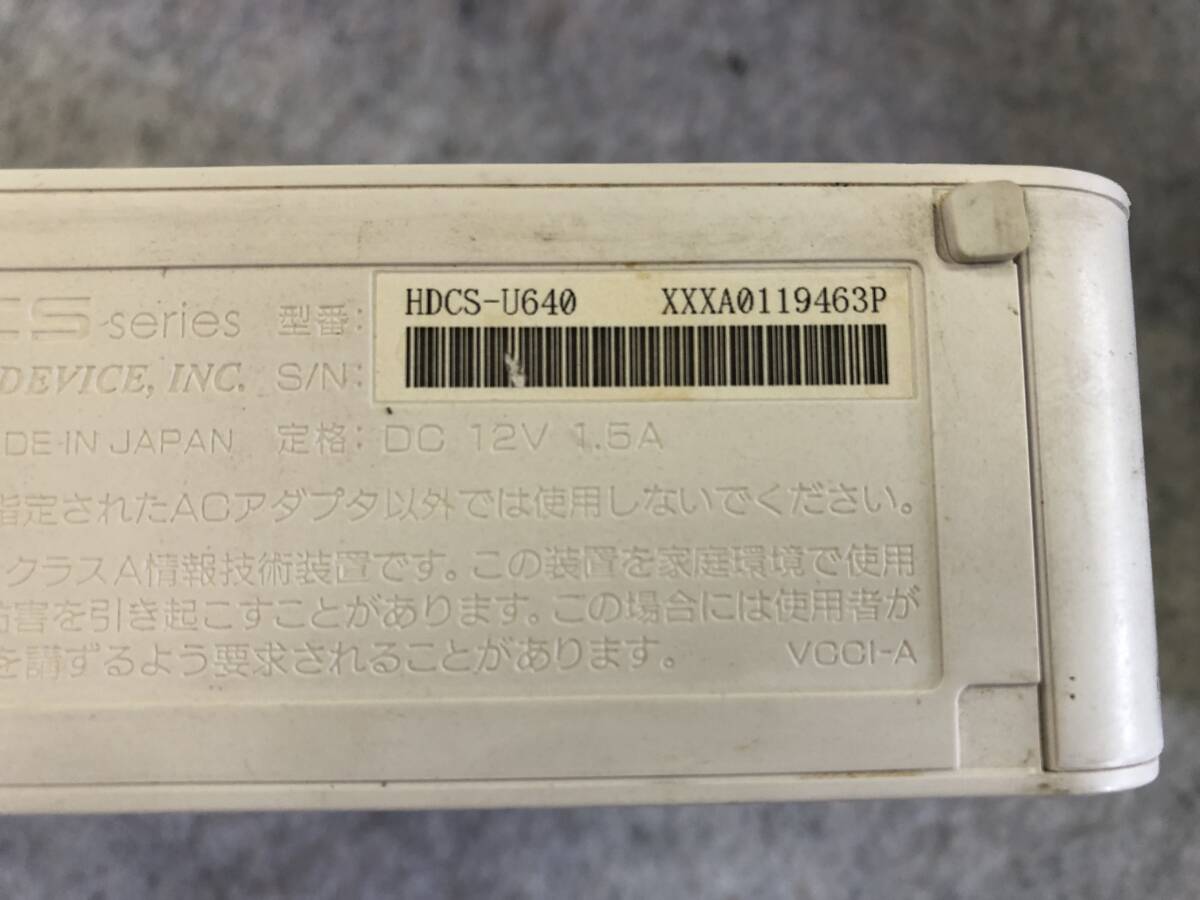 CS-series 型番: HDCS-U640 XXXA0119463P
DEVICE, INC. S/N:
DE IN JAPAN 定格: DC 12V 1.5A
指定されたACアダプタ以外では使用しないでください。
クラスA情報技術装置です。この装置を家庭環境で使用
害を引き起こすことがあります。この場合には使用者が
を講ずるよう要求されることがあります。 VCCI-A